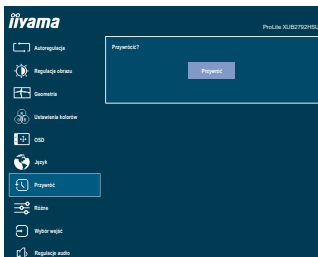 iiyama
ProLite XUB2792HSU
Autoregulacja
Przywrócić?
Regulacje obrazu
Przywróć
Geometria
Ustawienia kolorów
OSD
Język
Przywróć
Różne
Wybór wejść
Regulacje audio